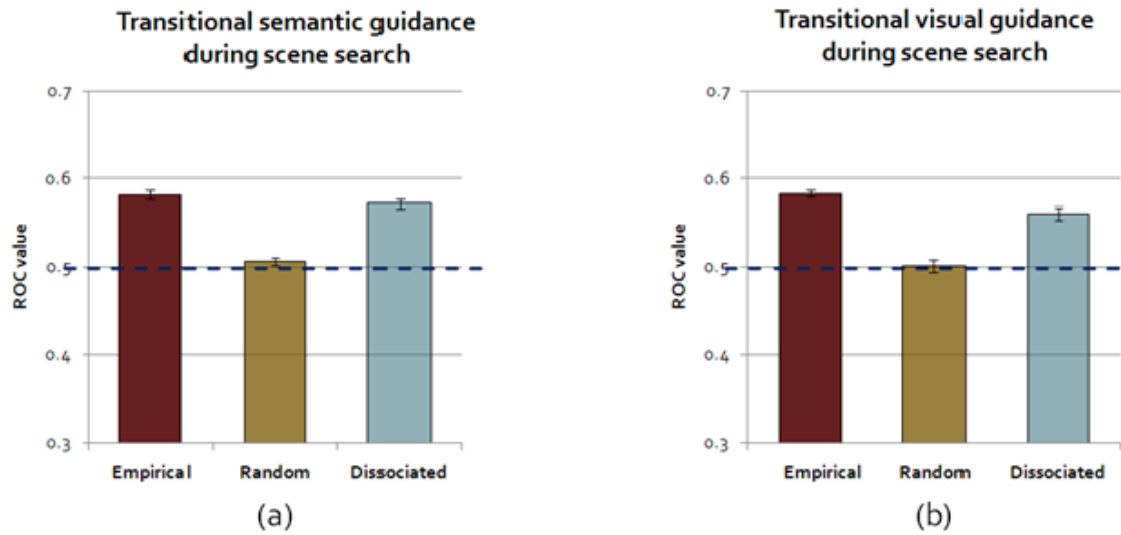 Transitional semantic guidance
during scene search
0.7
0.6
0.5
0.4
0.3
ROC value
Empirical Random Dissociated
(a)
Transitional visual guidance
during scene search
0.7
0.6
0.5
0.4
0.3
ROC value
Empirical Random Dissociated
(b)